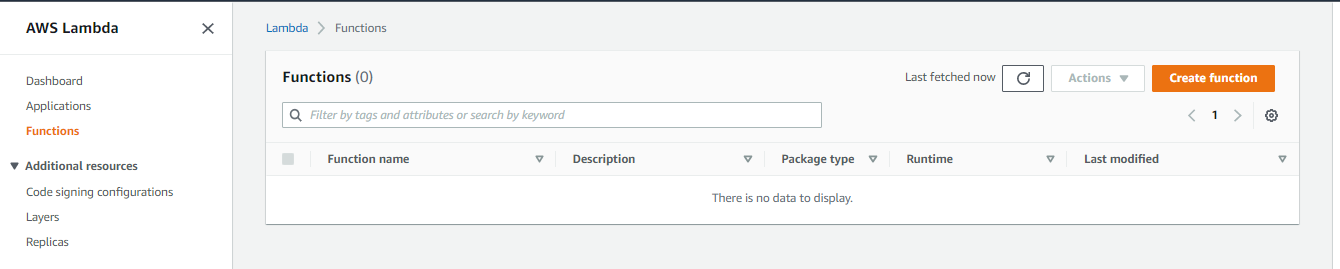 AWS Lambda
Dashboard
Applications
Functions
Additional resources
Code signing configurations
Layers
Replicas
Lambda Functions
Functions (0) Last fetched now Actions Create function
Filter by tags and attributes or search by keyword 1
Function name Description Package type Runtime Last modified
There is no data to display.